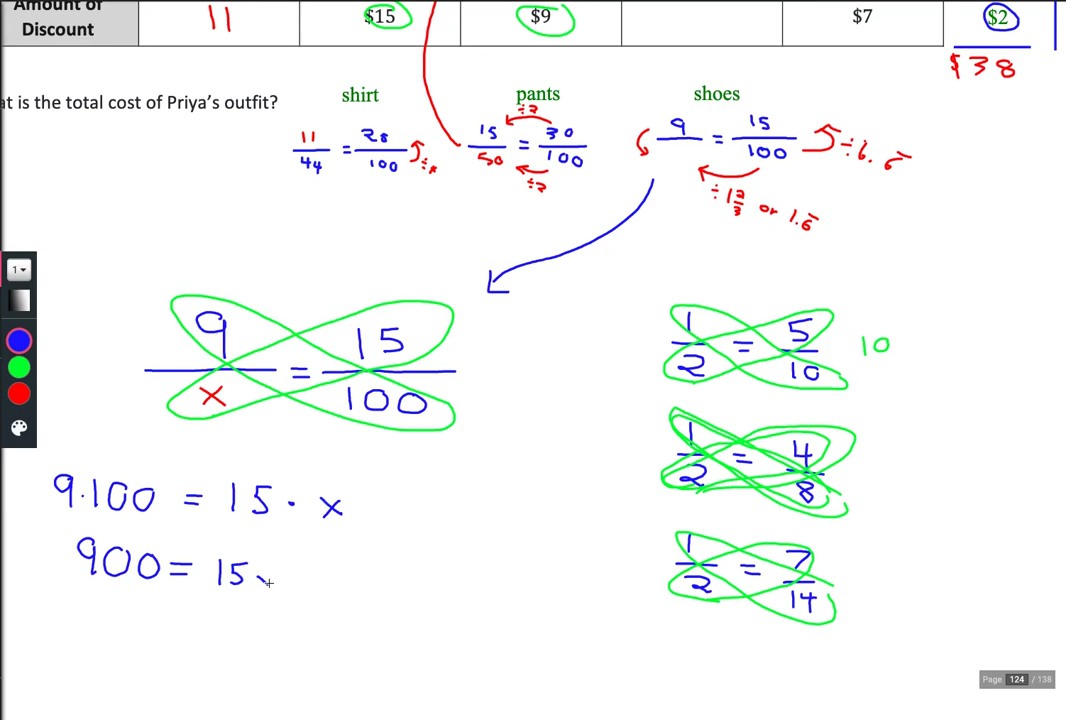 Amount of Discount 11 $15 $9 $7 $2
$38
at is the total cost of Priya's outfit?
shirt pants shoes
11/44 = 28/100
15/50 = 30/100 ÷2 ÷2
9 = 15/100
÷1 2/3 or 1.6
÷6.6
9/x = 15/100
1/2 = 5/10 10
1/2 = 4/8
1/2 = 7/14
9·100 = 15 · x
900 = 15
1
Page 124 / 138